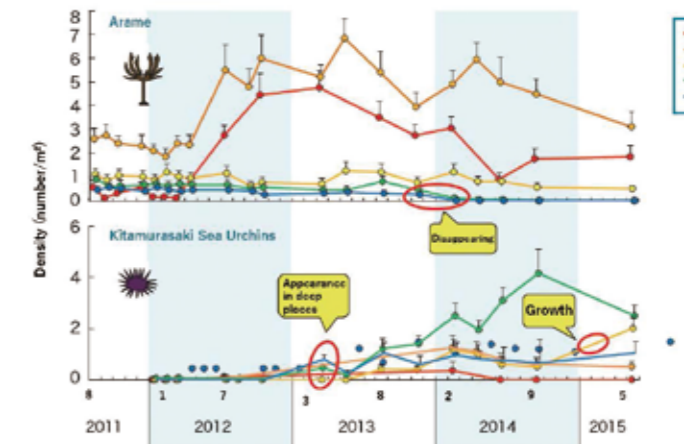 Arame
8
7
6
5
4
3
2
1
0
Density (number/m²)
Disappearing
6
4
2
0
Kitamurasaki Sea Urchins
Appearance
in deep
places
Growth
8 1 7 3 8 2 9 5
2011 2012 2013 2014 2015